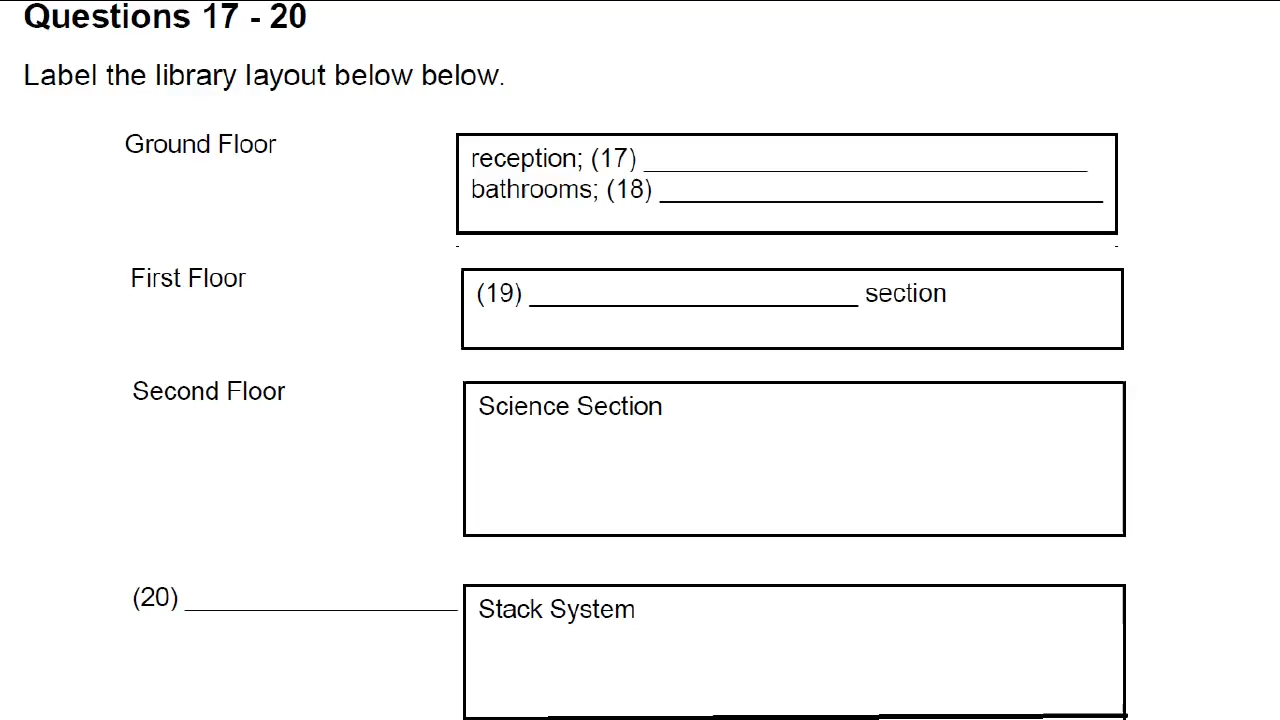 Questions 17 - 20
Label the library layout below below.
Ground Floor
reception; (17) ______________________________
bathrooms; (18) ______________________________
First Floor
(19) ______________________ section
Second Floor
Science Section
(20) __________________
Stack System